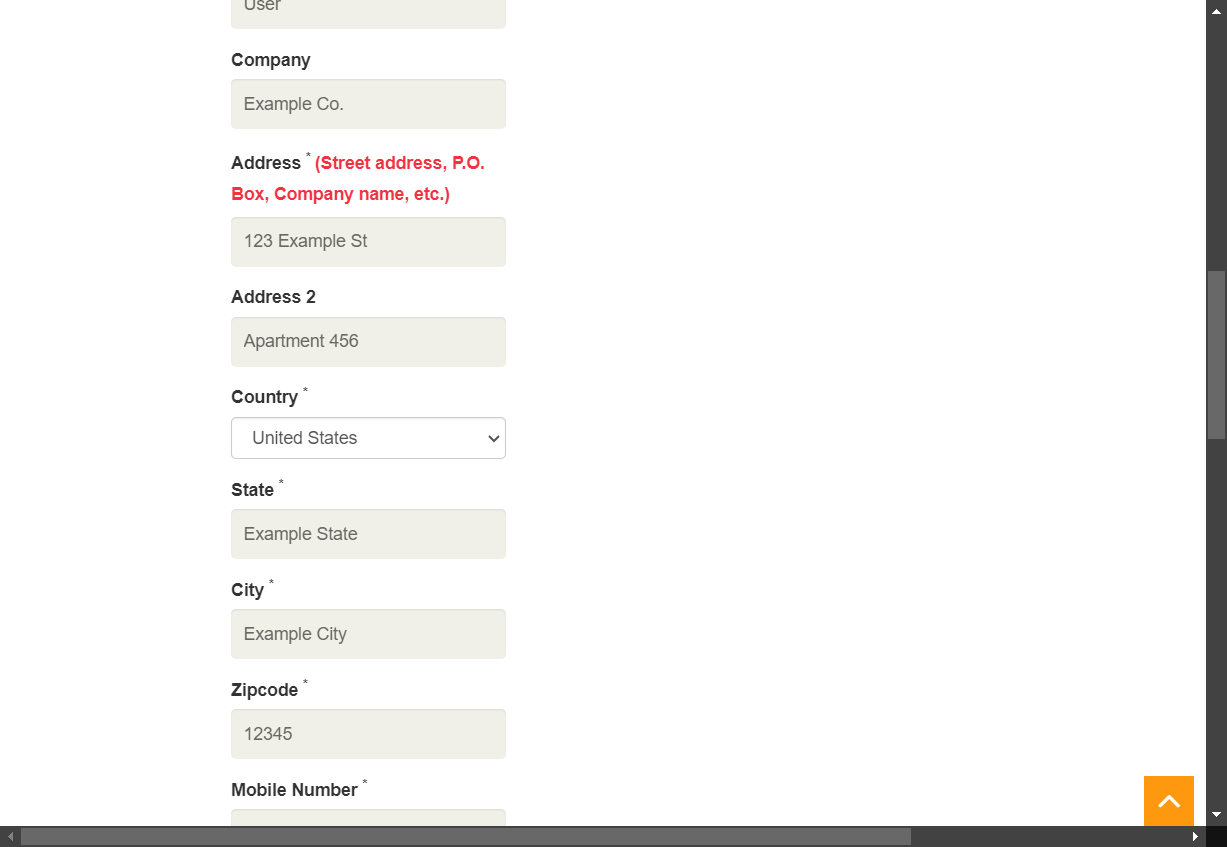 User
Company
Example Co.
Address * (Street address, P.O.
Box, Company name, etc.)
123 Example St
Address 2
Apartment 456
Country *
United States
State *
Example State
City *
Example City
Zipcode *
12345
Mobile Number *